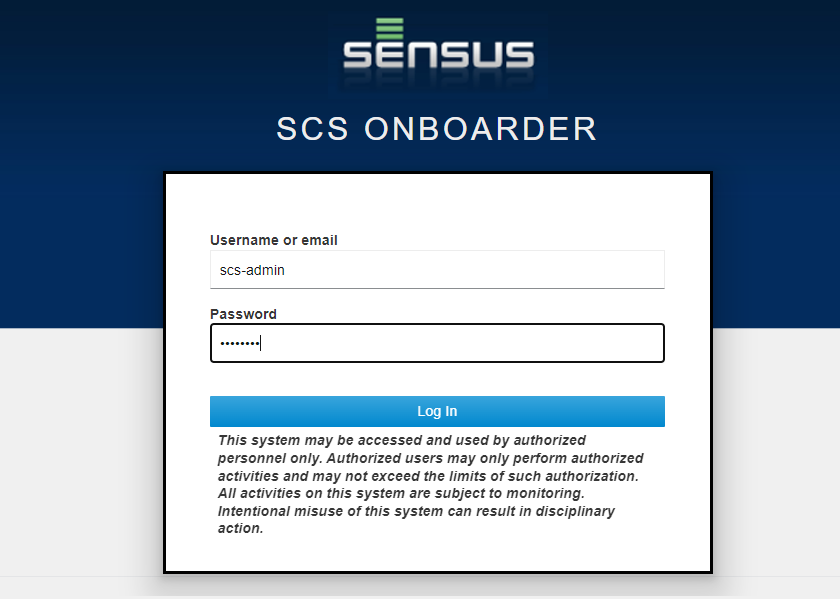 SENSUS
SCS ONBOARDER
Username or email
scs-admin
Password
••••••••
Log In
This system may be accessed and used by authorized
personnel only. Authorized users may only perform authorized
activities and may not exceed the limits of such authorization.
All activities on this system are subject to monitoring.
Intentional misuse of this system can result in disciplinary
action.